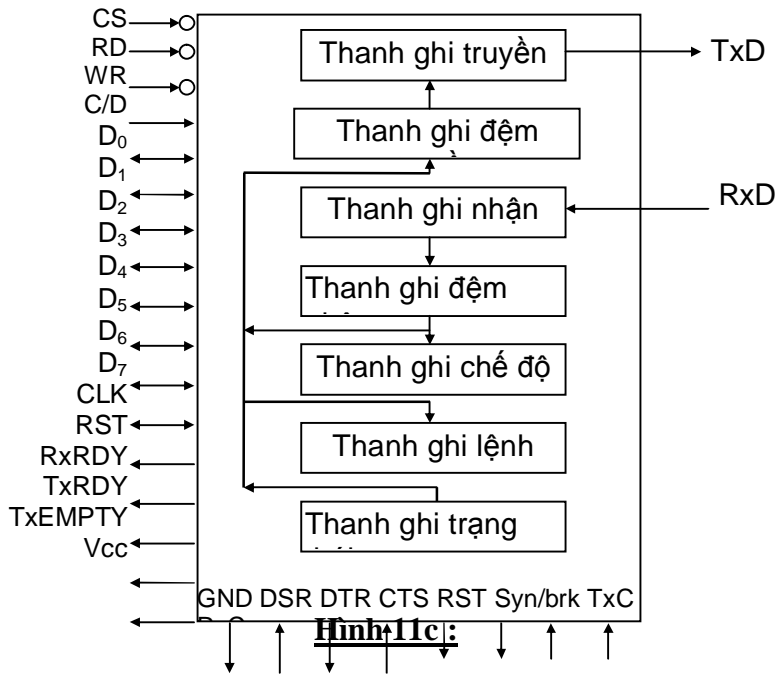 CS
RD
WR
C/D
D0
D1
D2
D3
D4
D5
D6
D7
CLK
RST
RxRDY
TxRDY
TxEMPTY
Vcc
Thanh ghi truyền
TxD
Thanh ghi đệm
Thanh ghi nhận
RxD
Thanh ghi đệm
Thanh ghi chế độ
Thanh ghi lệnh
Thanh ghi trạng
GND DSR DTR CTS RST Syn/brk TxC
Hình 11c :